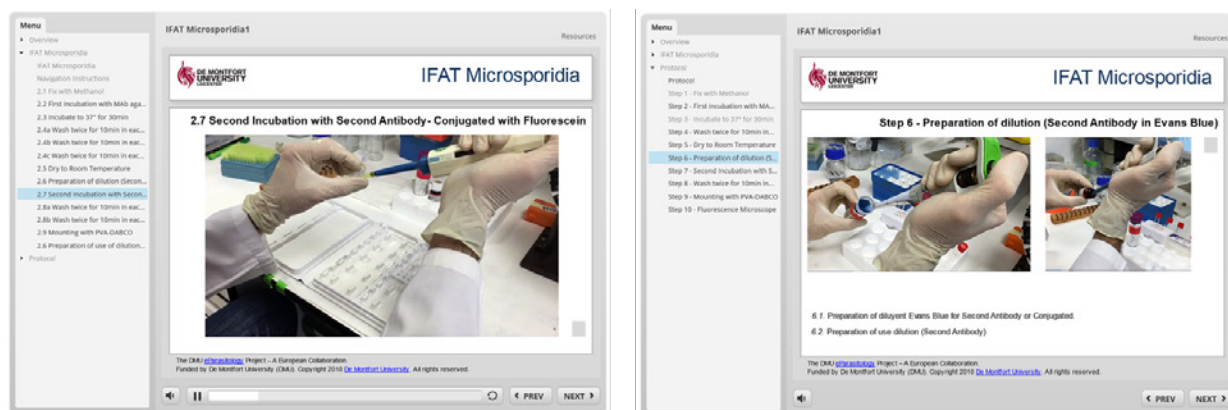 Menu
IFAT Microsporidia1
Resources
Overview
IFAT Microsporidia
IFAT Microsporidia
Navigation Instructions
2.1 Fix with Methanol
2.2 First Incubation with MAb aga...
2.3 Incubate to 37° for 30min
2.4a Wash twice for 10min in eac...
2.4b Wash twice for 10min in eac...
2.4c Wash twice for 10min in eac...
2.5 Dry to Room Temperature
2.6 Preparation of dilution (Secon...
2.7 Second Incubation with Secon...
2.8a Wash twice for 10min in eac...
2.8b Wash twice for 10min in eac...
2.9 Mounting with PVA-DABCO
2.6 Preparation of use of dilution...
Protocol
DE MONTFORT
UNIVERSITY
LEICESTER
IFAT Microsporidia
2.7 Second Incubation with Second Antibody- Conjugated with Fluorescein
The DMU eParasitology Project – A European Collaboration.
Funded by De Montfort University (DMU). Copyright 2018 De Montfort University. All rights reserved.
PREV
NEXT
Menu
IFAT Microsporidia1
Resources
Overview
IFAT Microsporidia
Protocol
Protocol
Step 1 - Fix with Methanol
Step 2 - First Incubation with MA...
Step 3 - Incubate to 37° for 30min
Step 4 - Wash twice for 10min in...
Step 5 - Dry to Room Temperature
Step 6 - Preparation of dilution (S...
Step 7 - Second Incubation with S...
Step 8 - Wash twice for 10min in...
Step 9 - Mounting with PVA-DABCO
Step 10 - Fluorescence Microscope
DE MONTFORT
UNIVERSITY
LEICESTER
IFAT Microsporidia
Step 6 - Preparation of dilution (Second Antibody in Evans Blue)
6.1. Preparation of diluyent Evans Blue for Second Antibody or Conjugated.
6.2. Preparation of use dilution (Second Antibody)
The DMU eParasitology Project – A European Collaboration.
Funded by De Montfort University (DMU). Copyright 2018 De Montfort University. All rights reserved.
PREV
NEXT